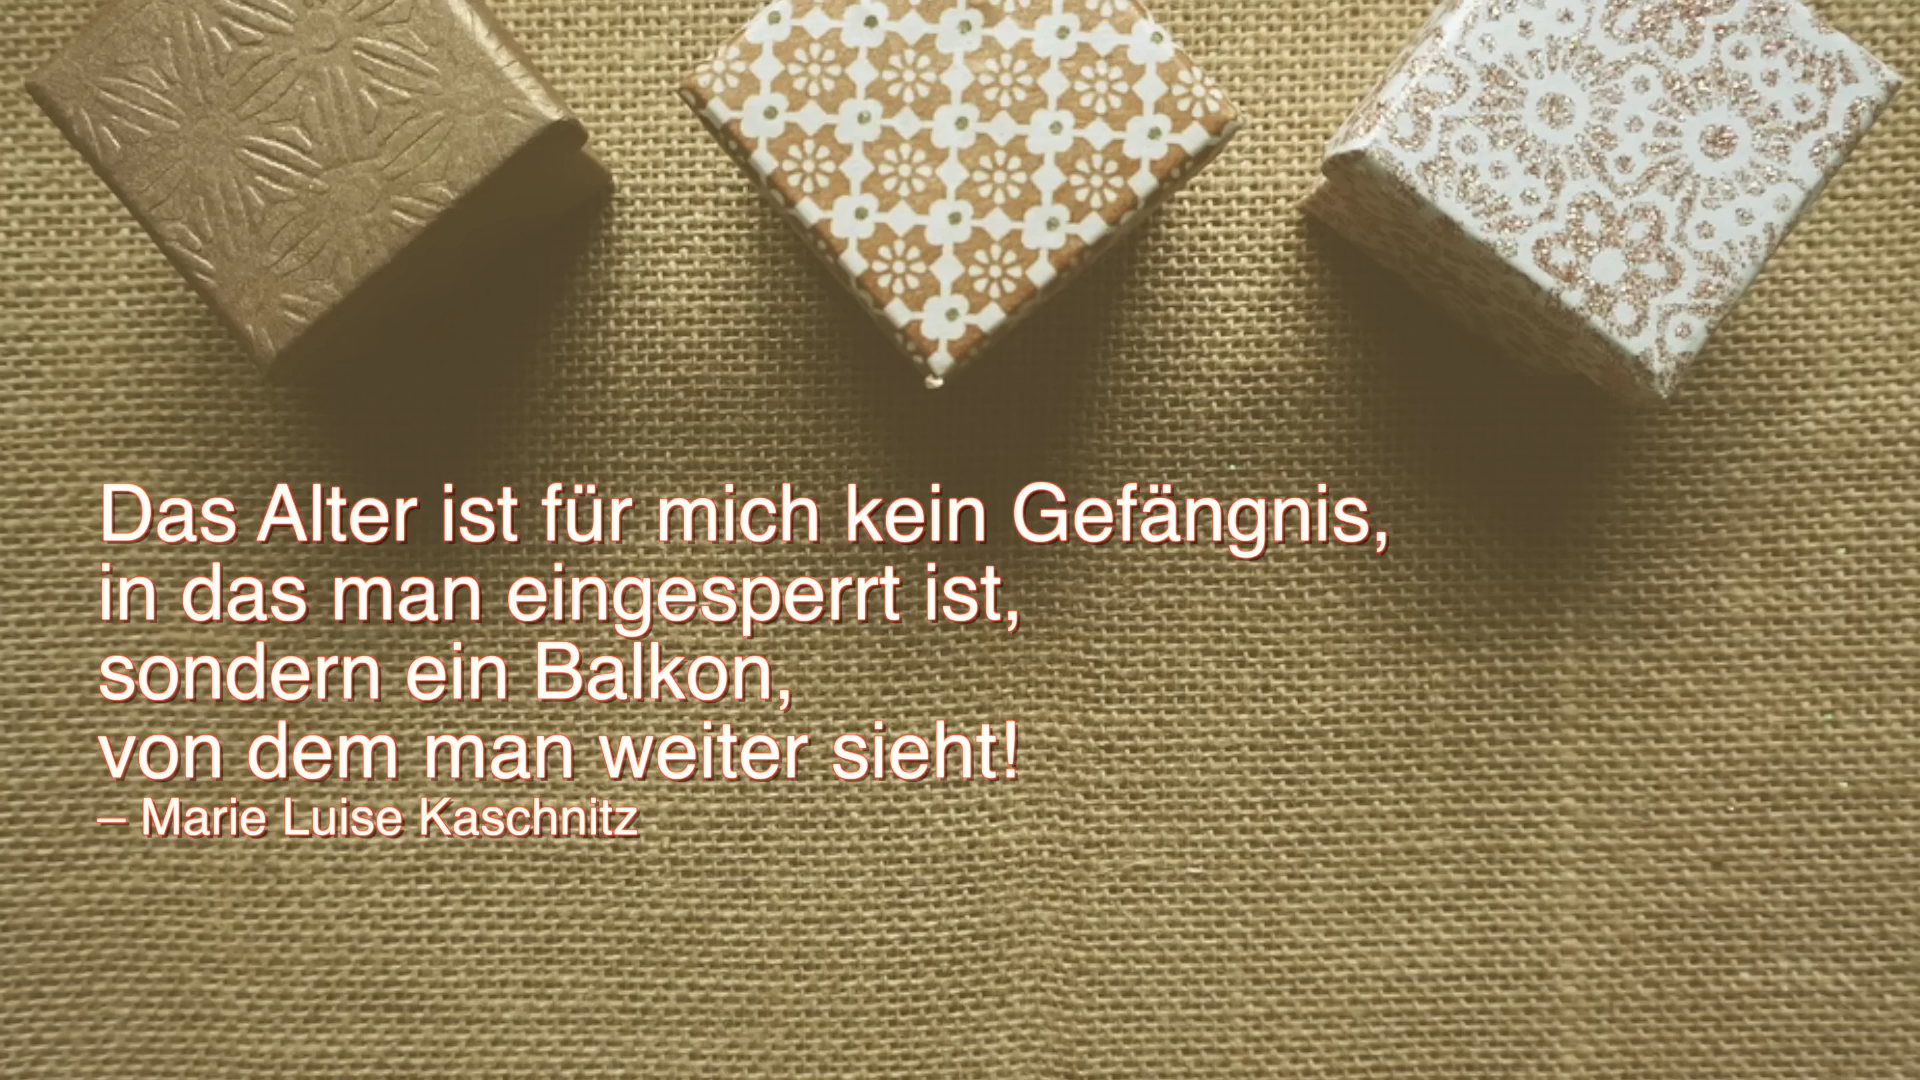 Das Alter ist für mich kein Gefängnis,
in das man eingesperrt ist,
sondern ein Balkon,
von dem man weiter sieht!
– Marie Luise Kaschnitz